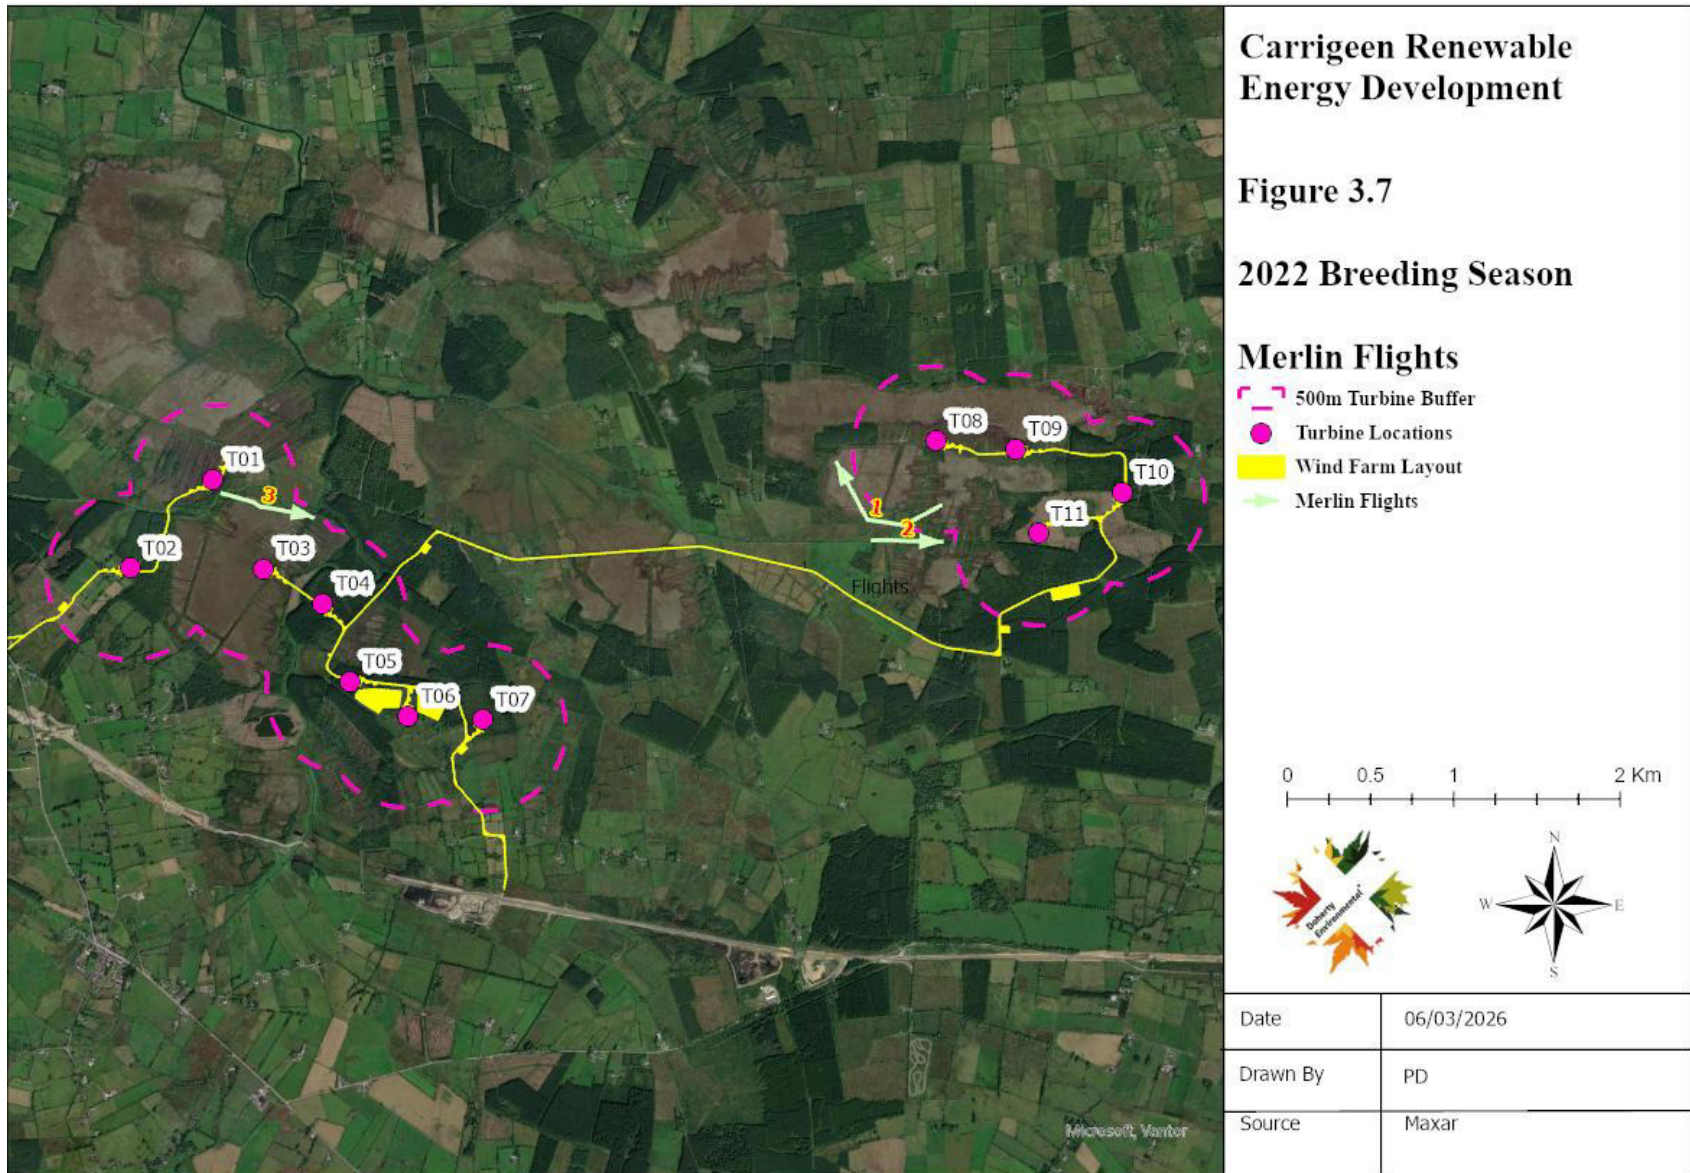 Carrigeen Renewable
Energy Development
Figure 3.7
2022 Breeding Season
Merlin Flights
500m Turbine Buffer
Turbine Locations
Wind Farm Layout
Merlin Flights
T08
T09
T01
T10
3
1
T11
2
T02
T03
Flights
T04
T05
T06
T07
0 0.5 1 2 Km
N
W E
S
Doherty
Environmental
Date 06/03/2026
Drawn By PD
Source Maxar
Microsoft, Vantor